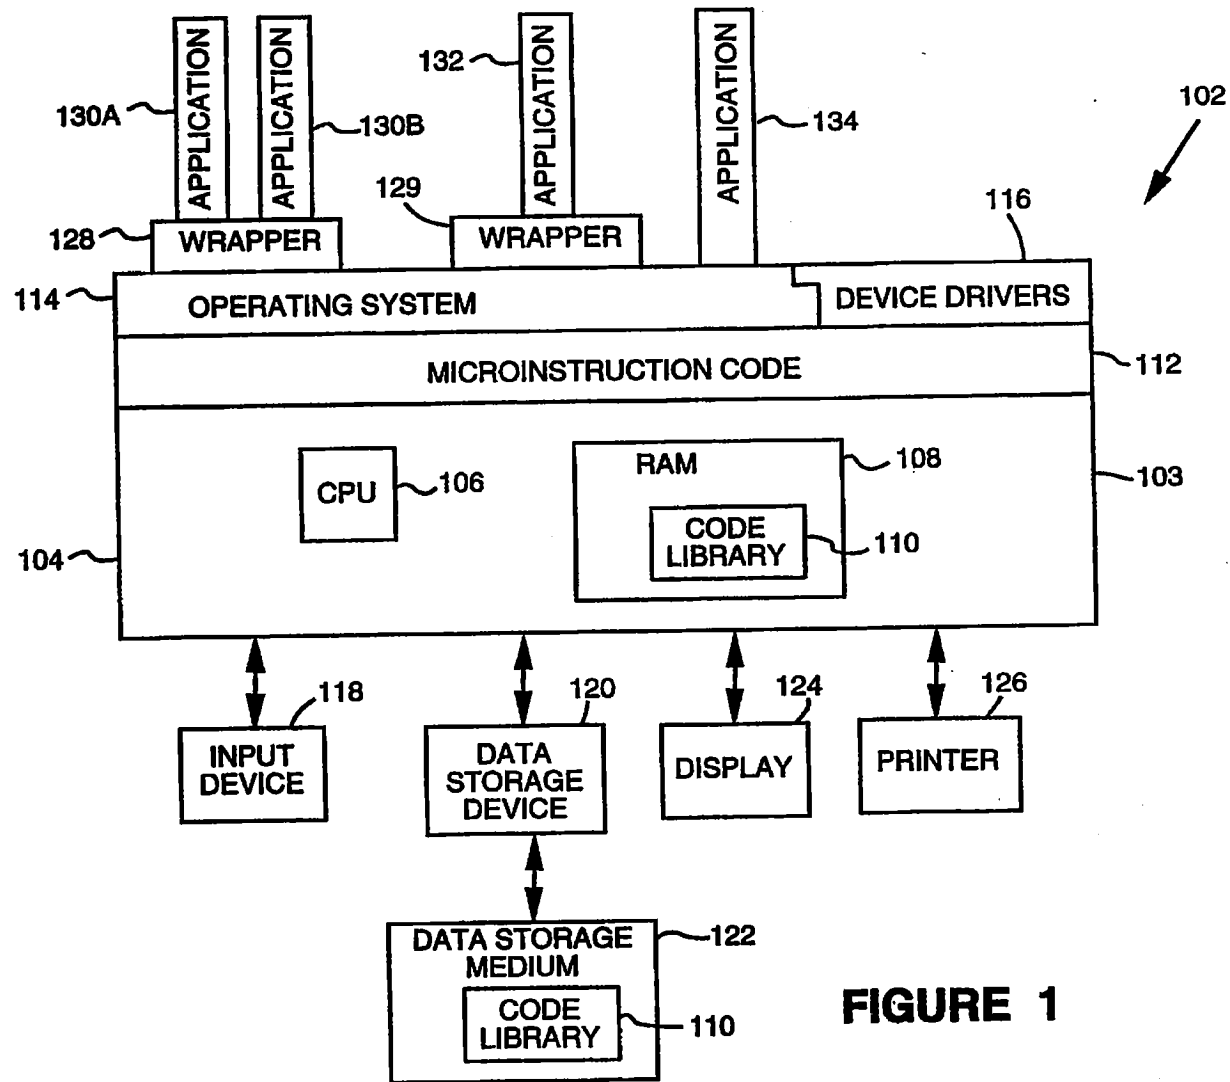 APPLICATION
APPLICATION
APPLICATION
APPLICATION
130A
130B
132
134
102
128
WRAPPER
129
WRAPPER
116
114
OPERATING SYSTEM
DEVICE DRIVERS
MICROINSTRUCTION CODE
112
CPU
106
RAM
108
103
CODE
LIBRARY
110
104
118
120
124
126
INPUT
DEVICE
DATA
STORAGE
DEVICE
DISPLAY
PRINTER
DATA STORAGE
MEDIUM
122
CODE
LIBRARY
110
FIGURE 1